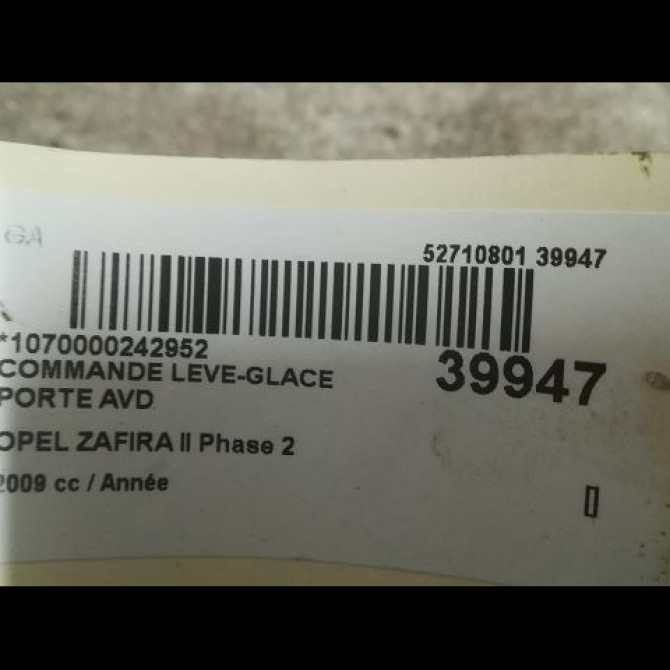 GA
52710801 39947
*1070000242952
39947
COMMANDE LEVE-GLACE
PORTE AVD
OPEL ZAFIRA II Phase 2
2009 cc / Année